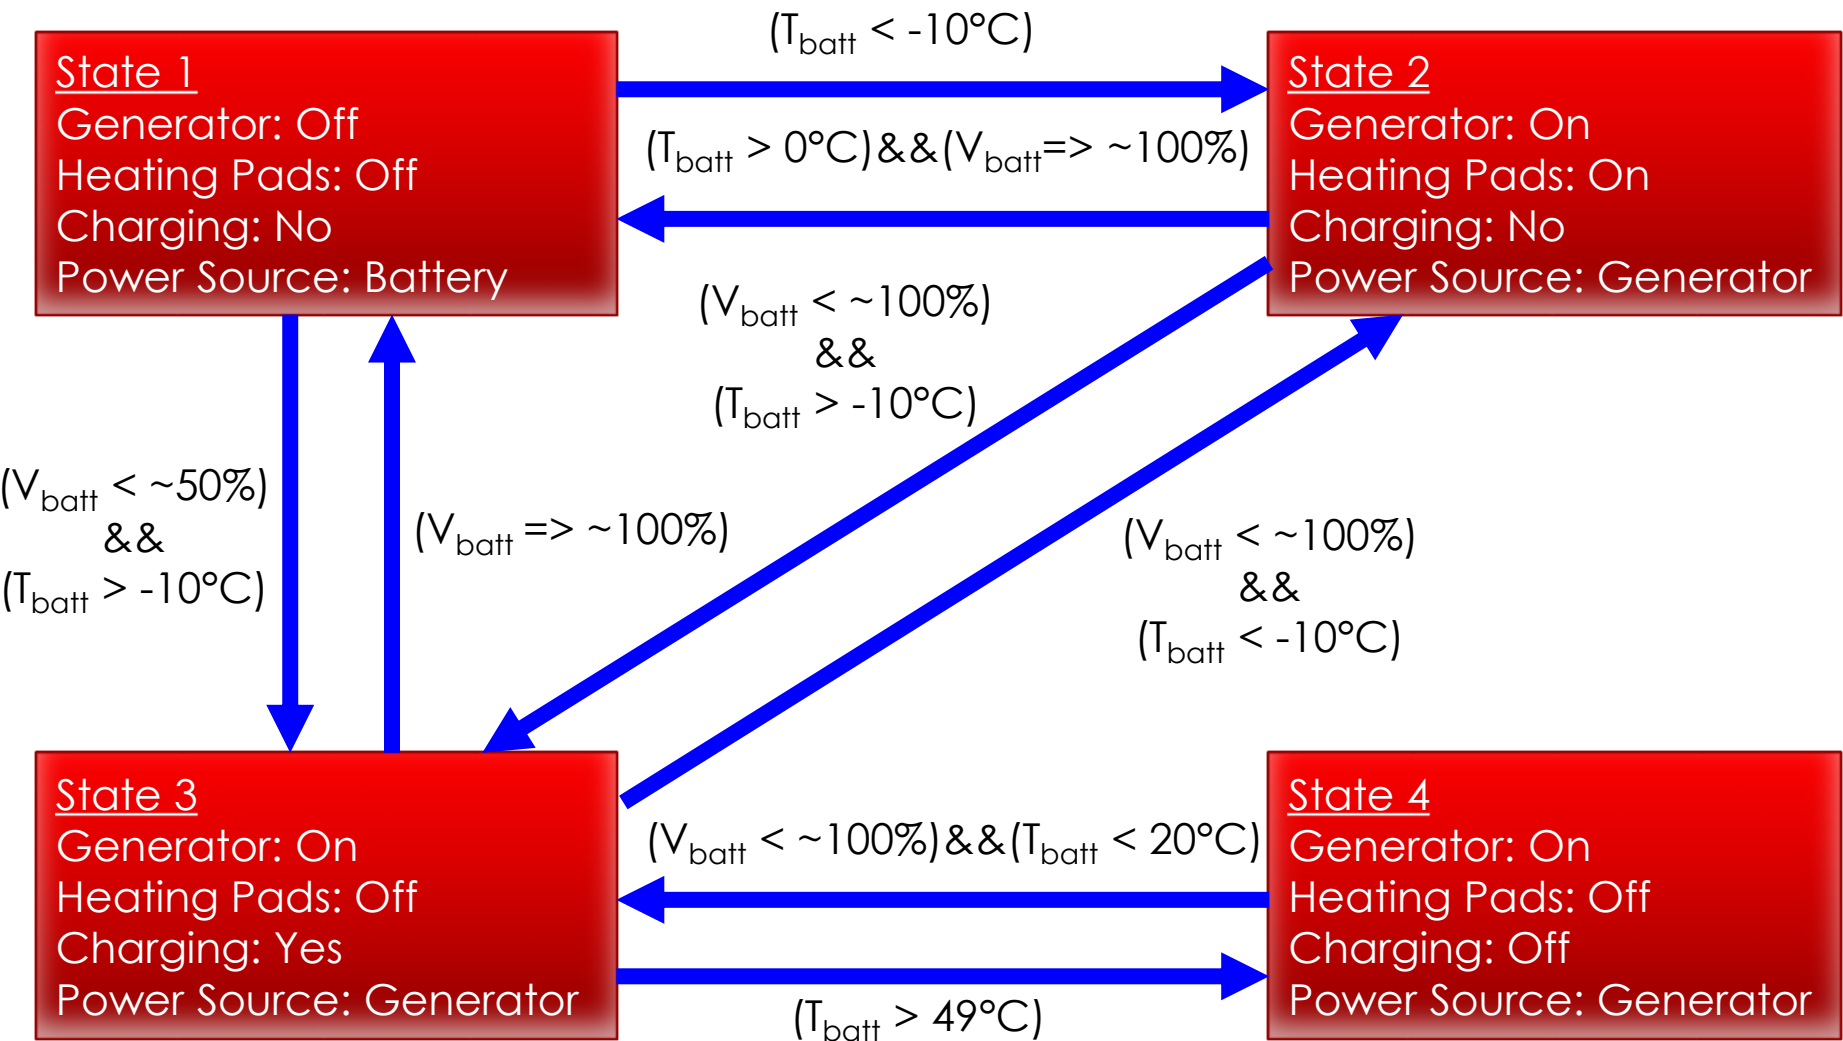 (Tbatt < -10°C)
State 1
Generator: Off
Heating Pads: Off
Charging: No
Power Source: Battery
State 2
Generator: On
Heating Pads: On
Charging: No
Power Source: Generator
(Tbatt > 0°C)&&(Vbatt=> ~100%)
(Vbatt < ~100%)
&&
(Tbatt > -10°C)
(Vbatt < ~50%)
&&
(Tbatt > -10°C)
(Vbatt => ~100%)
(Vbatt < ~100%)
&&
(Tbatt < -10°C)
State 3
Generator: On
Heating Pads: Off
Charging: Yes
Power Source: Generator
(Vbatt < ~100%)&&(Tbatt < 20°C)
(Tbatt > 49°C)
State 4
Generator: On
Heating Pads: Off
Charging: Off
Power Source: Generator